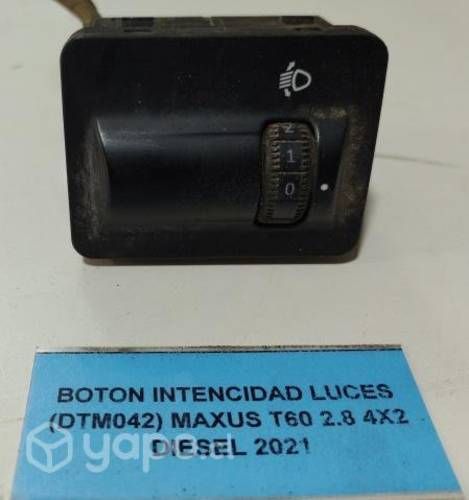 2
1
0
BOTON INTENCIDAD LUCES
(DTM042) MAXUS T60 2.8 4X2
DIESEL 2021
yapo.cl